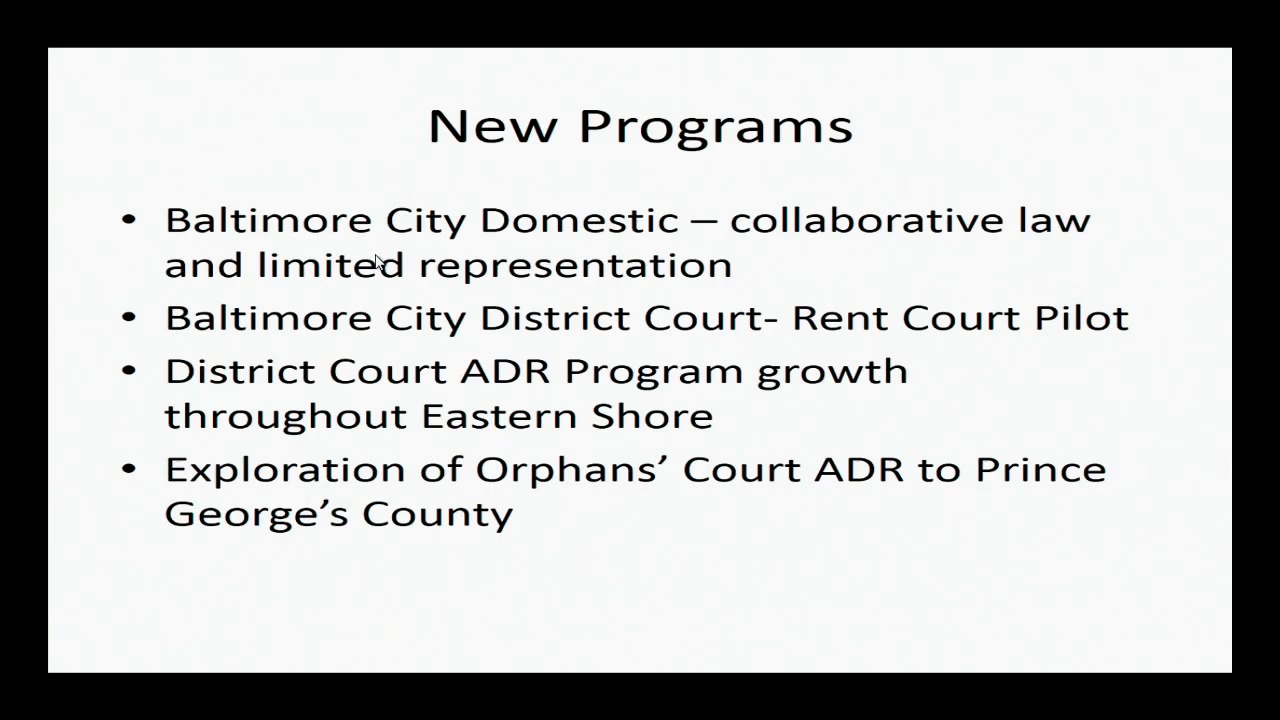 New Programs
• Baltimore City Domestic – collaborative law
and limited representation
• Baltimore City District Court- Rent Court Pilot
• District Court ADR Program growth
throughout Eastern Shore
• Exploration of Orphans’ Court ADR to Prince
George’s County